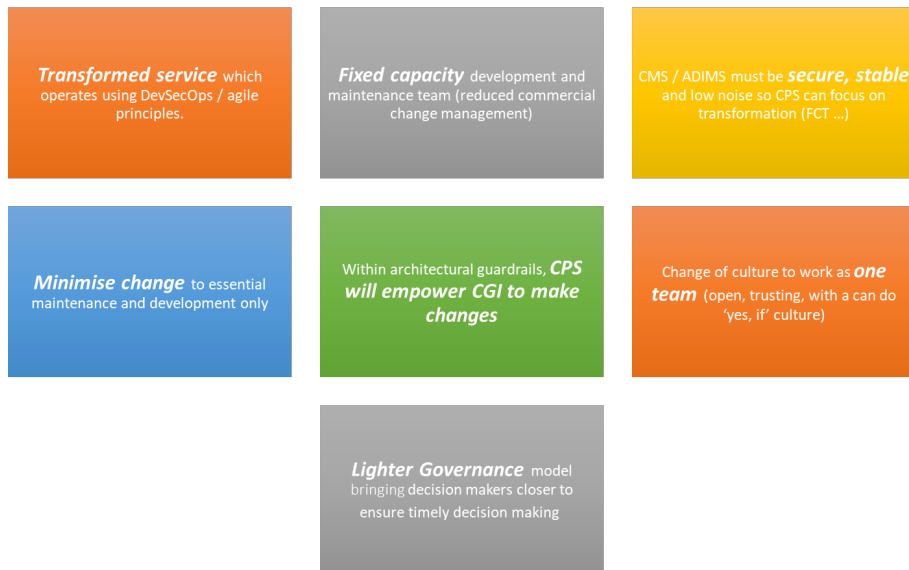 Transformed service which
operates using DevSecOps / agile
principles.
Fixed capacity development and
maintenance team (reduced commercial
change management)
CMS / ADIMS must be secure, stable
and low noise so CPS can focus on
transformation (FCT ...)
Minimise change to essential
maintenance and development only
Within architectural guardrails, CPS
will empower CGI to make
changes
Change of culture to work as one
team (open, trusting, with a can do
‘yes, if’ culture)
Lighter Governance model
bringing decision makers closer to
ensure timely decision making